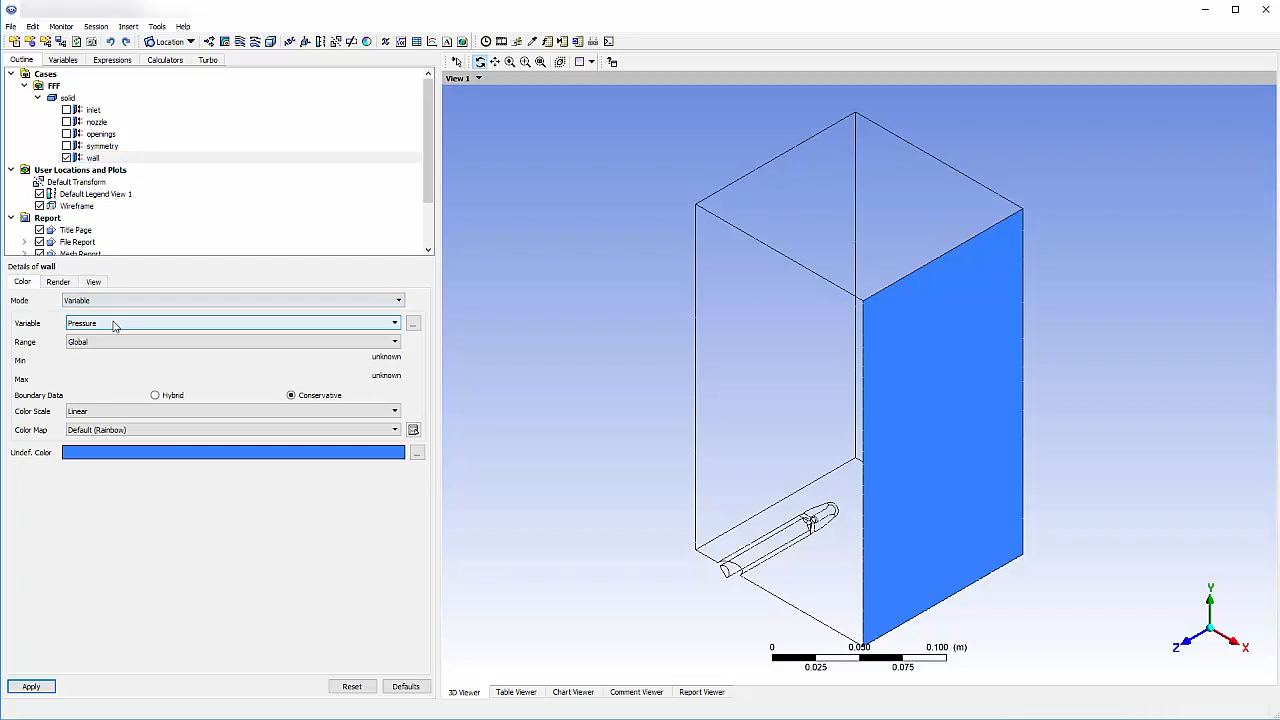 File Edit Monitor Session Insert Tools Help
Location
Outline Variables Expressions Calculators Turbo
Cases
FFF
solid
inlet
nozzle
openings
symmetry
wall
User Locations and Plots
Default Transform
Default Legend View 1
Wireframe
Report
Title Page
File Report
Mesh Report
Details of wall
Color Render View
Mode Variable
Variable Pressure ...
Range Global
Min unknown
Max unknown
Boundary Data Hybrid Conservative
Color Scale Linear
Color Map Default (Rainbow)
Undef. Color ...
Apply Reset Defaults
View 1
0 0.050 0.100 (m)
0.025 0.075
Y
Z X
3D Viewer Table Viewer Chart Viewer Comment Viewer Report Viewer